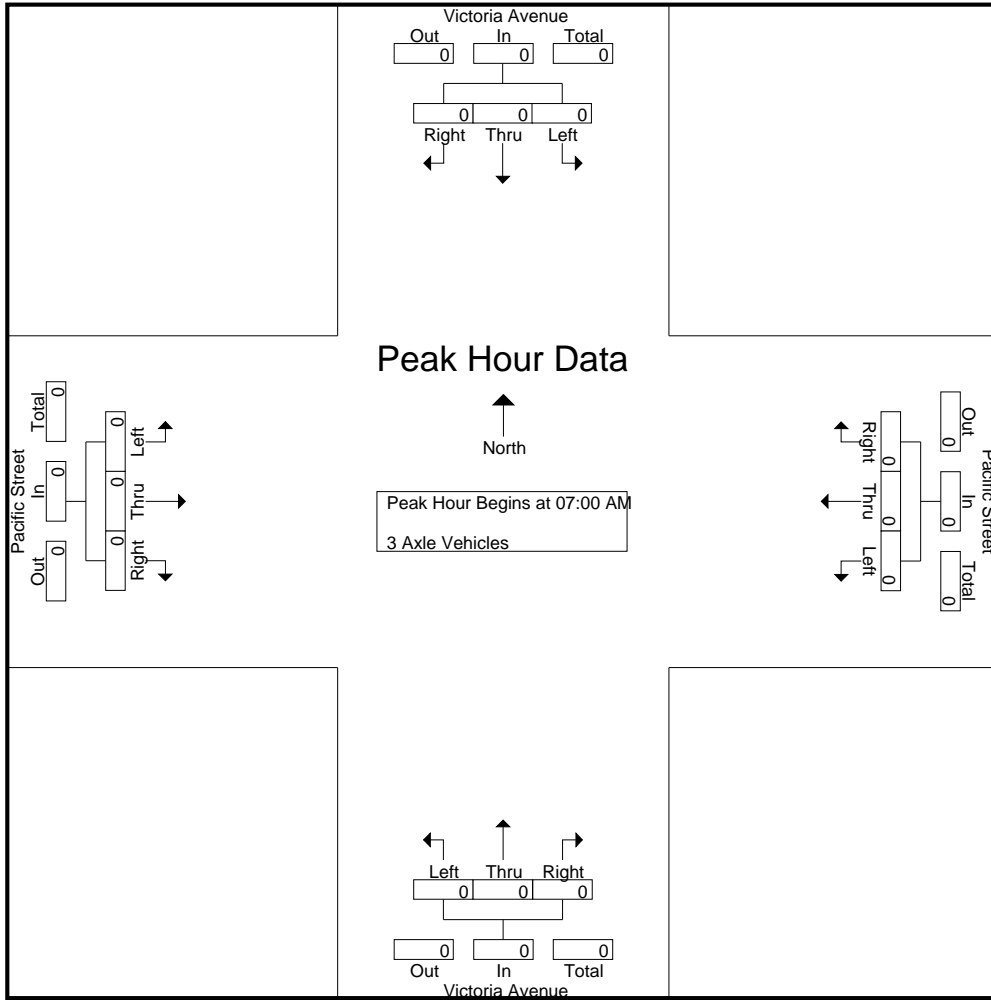 Victoria Avenue
Out In Total
0 0 0
0 0 0
Right Thru Left
Peak Hour Data
North
Peak Hour Begins at 07:00 AM
3 Axle Vehicles
Pacific Street
Out In Total
0 0 0
0 0 0
Right Thru Left
Pacific Street
Out In Total
0 0 0
0 0 0
Right Thru Left
Left Thru Right
0 0 0
0 0 0
Out In Total
Victoria Avenue